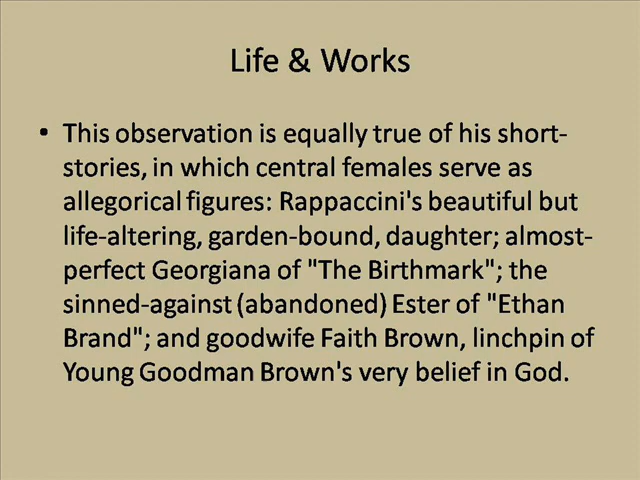 Life & Works
• This observation is equally true of his short-
stories, in which central females serve as
allegorical figures: Rappaccini's beautiful but
life-altering, garden-bound, daughter; almost-
perfect Georgiana of "The Birthmark"; the
sinned-against (abandoned) Ester of "Ethan
Brand"; and goodwife Faith Brown, linchpin of
Young Goodman Brown's very belief in God.